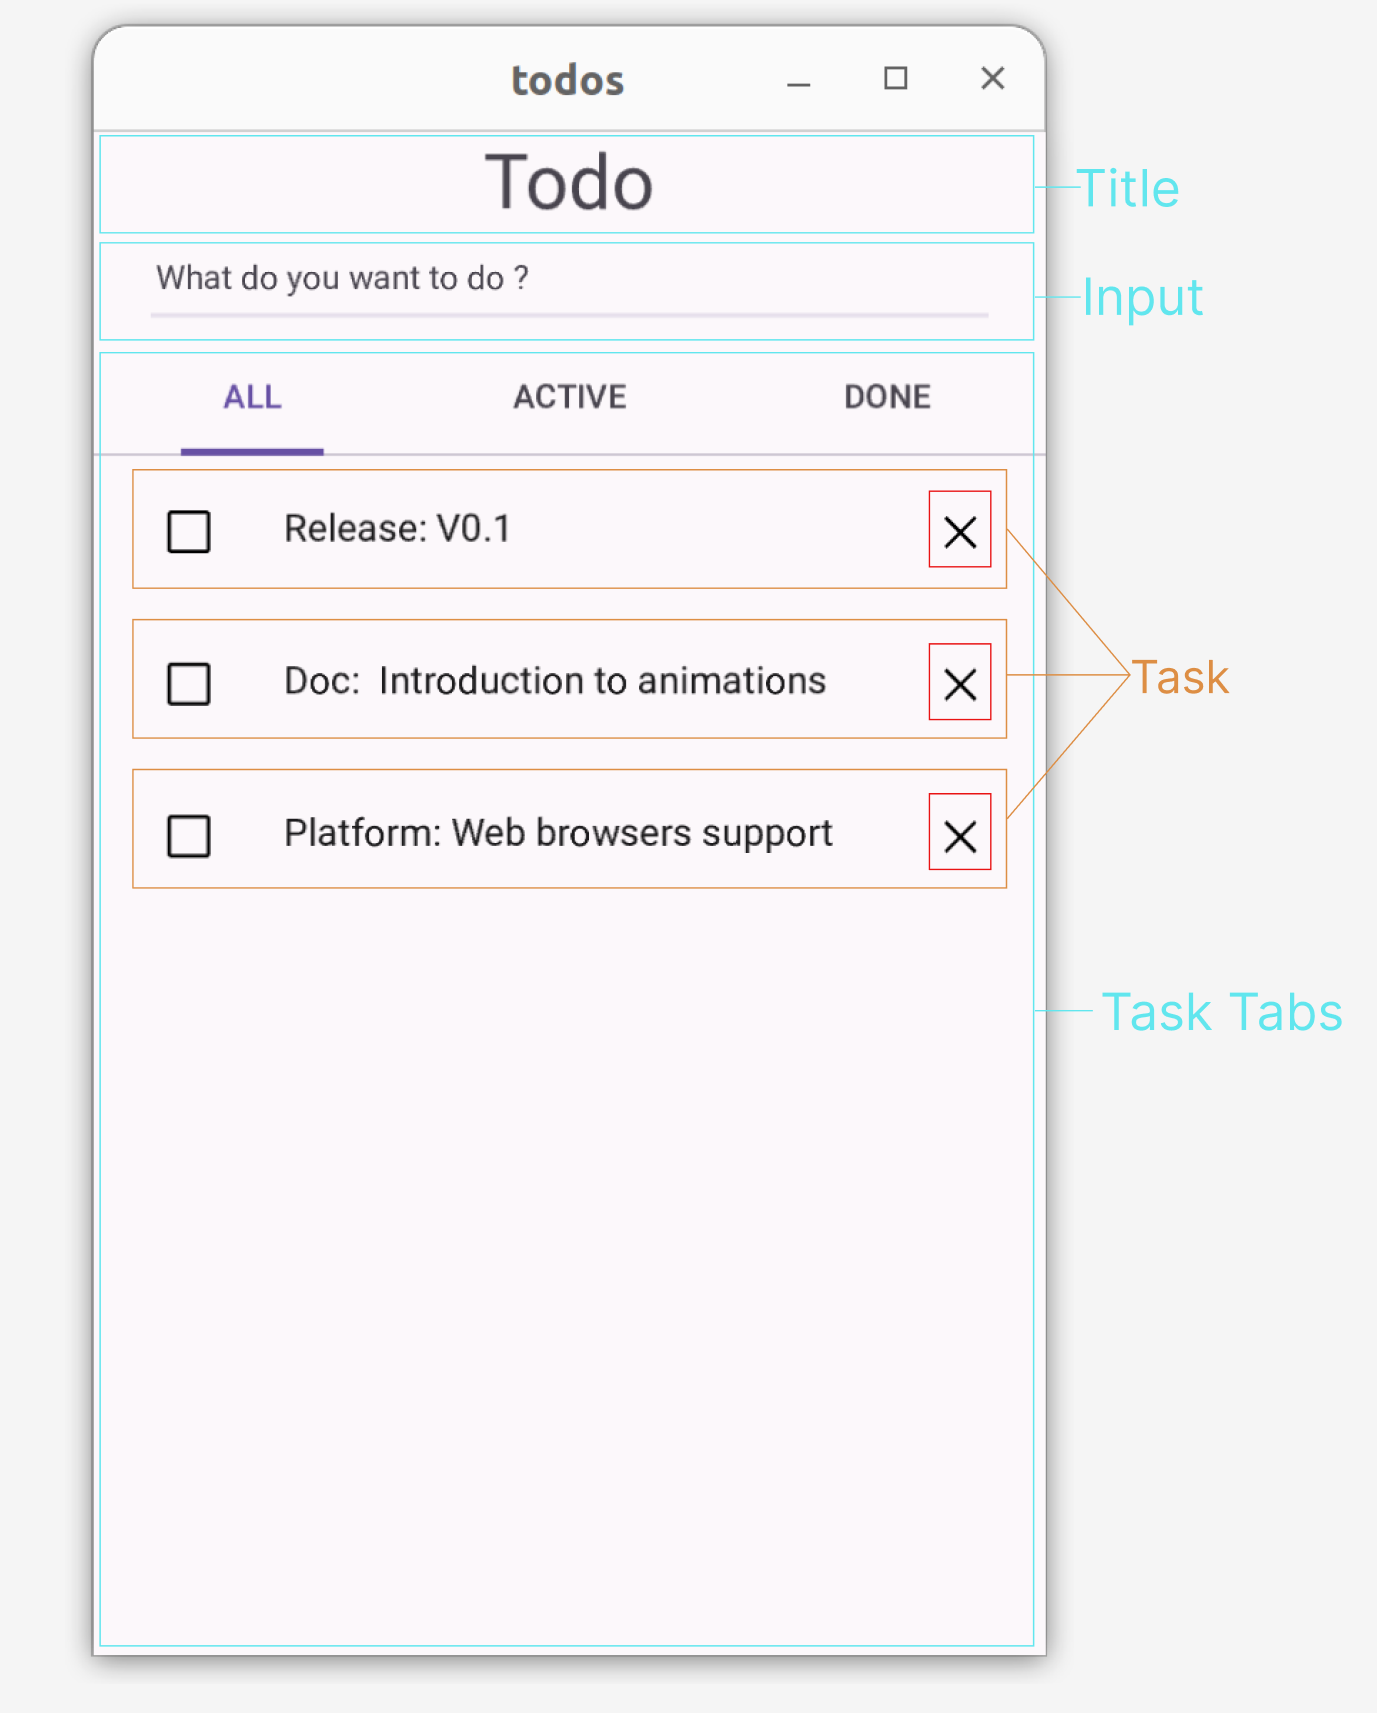 todos
Todo
Title
What do you want to do ?
Input
ALL
ACTIVE
DONE
Release: V0.1
Doc:  Introduction to animations
Task
Platform: Web browsers support
Task Tabs